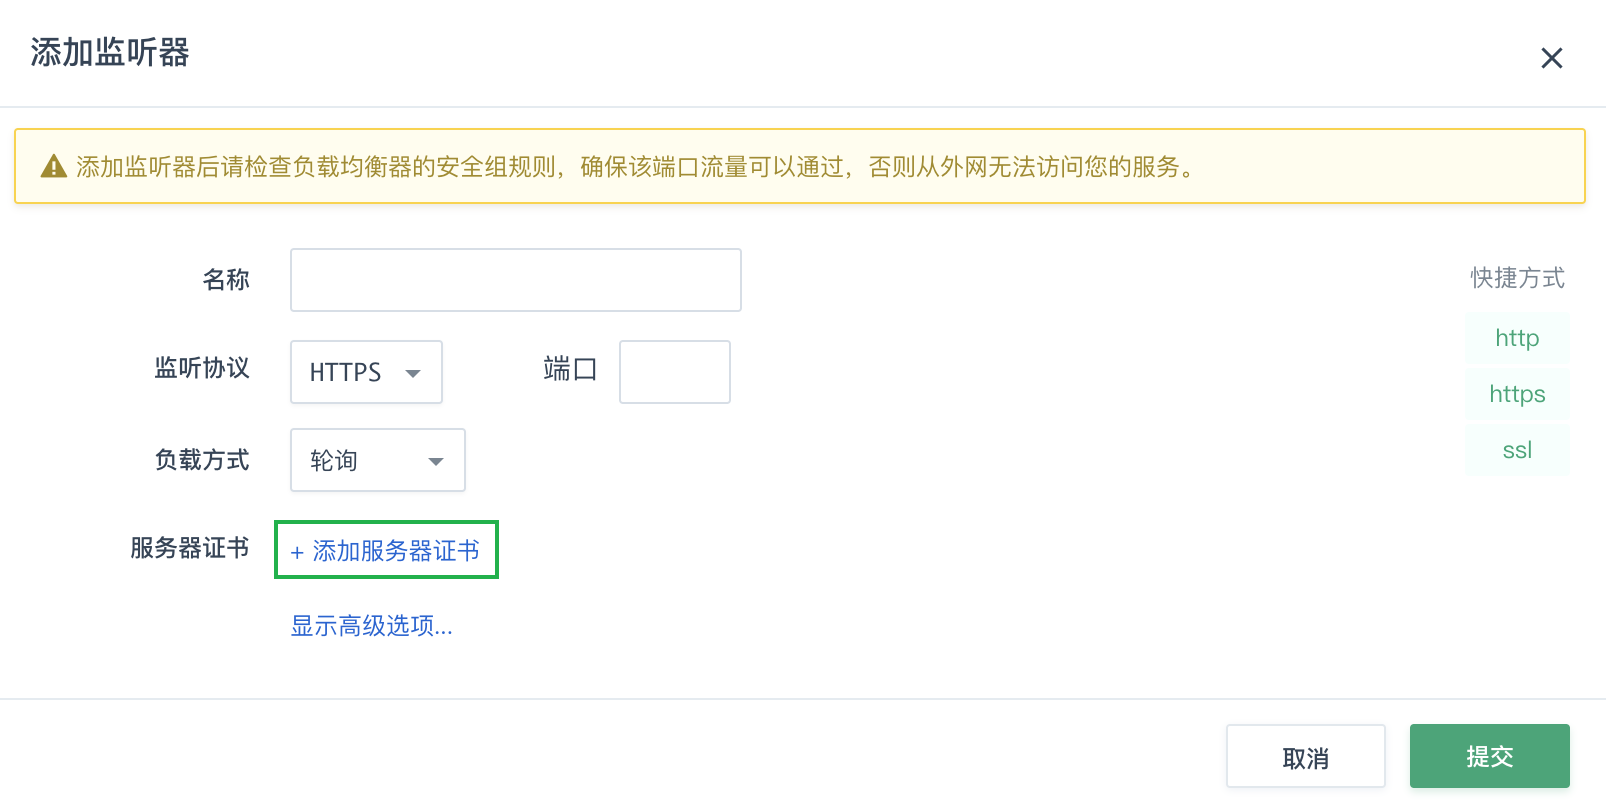 添加监听器
添加监听器后请检查负载均衡器的安全组规则，确保该端口流量可以通过，否则从外网无法访问您的服务。
名称
监听协议 HTTPS 端口
负载方式 轮询
服务器证书 + 添加服务器证书
显示高级选项...
快捷方式
http
https
ssl
取消 提交